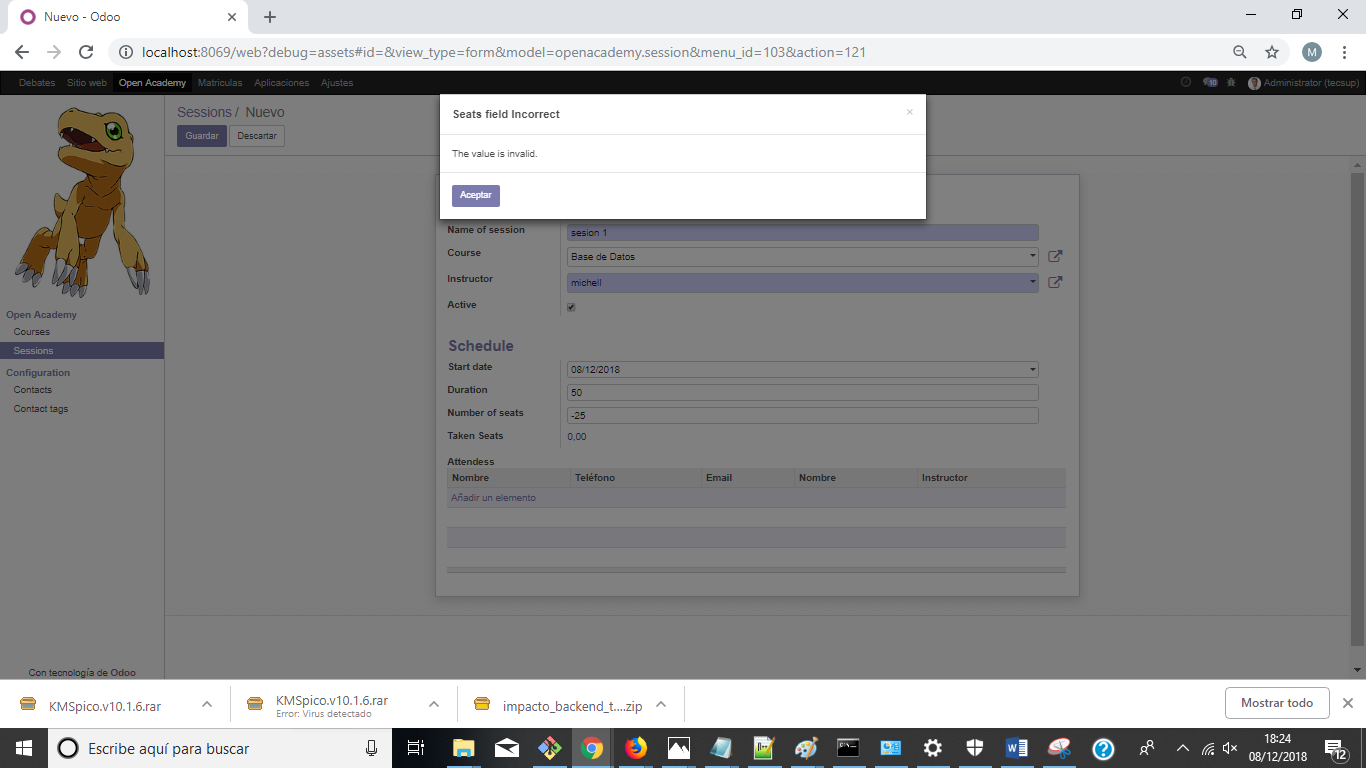 Nuevo - Odoo
localhost:8069/web?debug=assets#id=&view_type=form&model=openacademy.session&menu_id=103&action=121
M
Debates Sitio web Open Academy Matriculas Aplicaciones Ajustes
10 Administrator (tecsup)
Sessions / Nuevo
Guardar Descartar
Seats field Incorrect ×
The value is invalid.
Aceptar
Open Academy
Courses
Sessions
Configuration
Contacts
Contact tags
Con tecnología de Odoo
Name of session sesion 1
Course Base de Datos
Instructor michell
Active
Schedule
Start date 08/12/2018
Duration 50
Number of seats -25
Taken Seats 0,00
Attendess
Nombre Teléfono Email Nombre Instructor
Añadir un elemento
KMSpico.v10.1.6.rar
KMSpico.v10.1.6.rar
Error: Virus detectado
impacto_backend_t....zip
Mostrar todo
Escribe aquí para buscar
18:24
08/12/2018
12